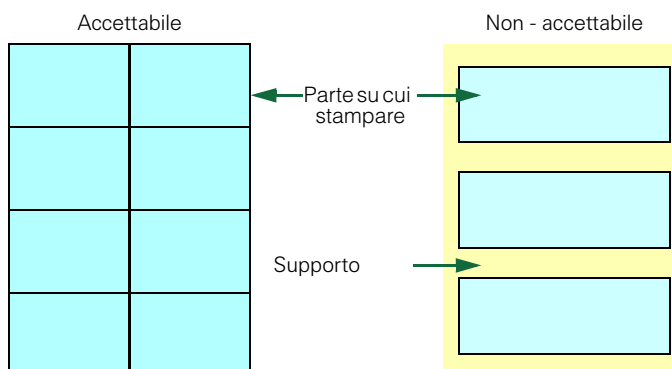 Accettabile
Non - accettabile
Parte su cui
stampare
Supporto